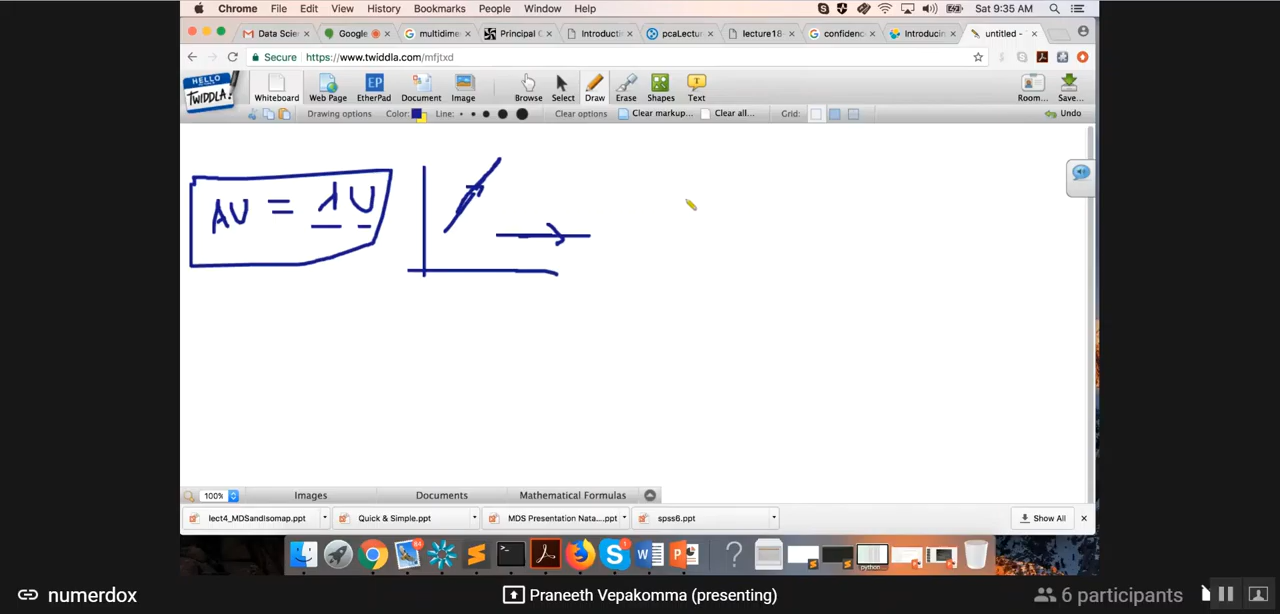 Chrome File Edit View History Bookmarks People Window Help Sat 9:35 AM
Data Scien Google multidime Principal C Introducti pcaLectur lecture18- confidenc Introducin untitled -
Secure https://www.twiddla.com/mfjtxd
HELLO TWIDDLA! Whiteboard Web Page EtherPad Document Image Browse Select Draw Erase Shapes Text Room... Save...
Drawing options Color: Line: Clear options Clear markup... Clear all... Grid: Undo
AU = λU
100% Images Documents Mathematical Formulas
lect4_MDSandIsomap.ppt Quick & Simple.ppt MDS Presentation Nata....ppt spss6.ppt Show All
python
numerdox Praneeth Vepakomma (presenting) 6 participants